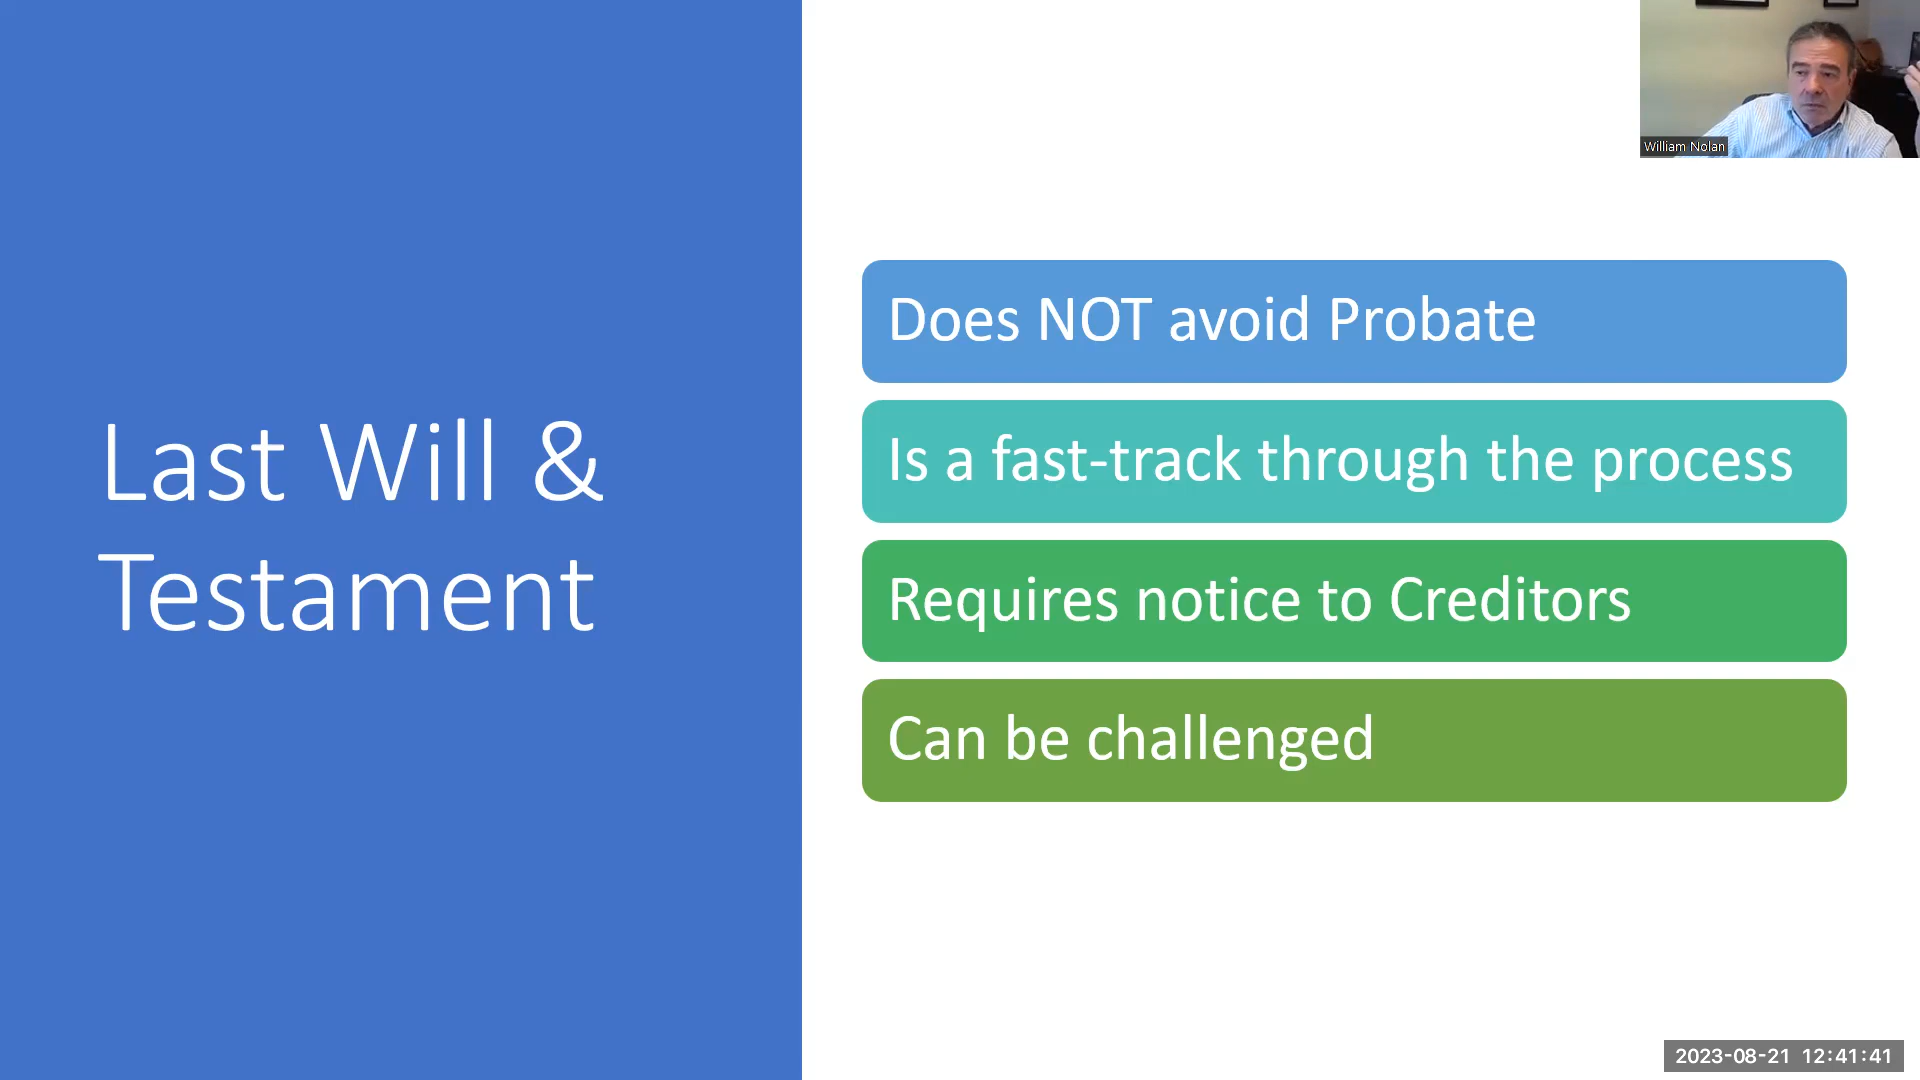 William Nolan
Last Will &
Testament
Does NOT avoid Probate
Is a fast-track through the process
Requires notice to Creditors
Can be challenged
2023-08-21 12:41:41